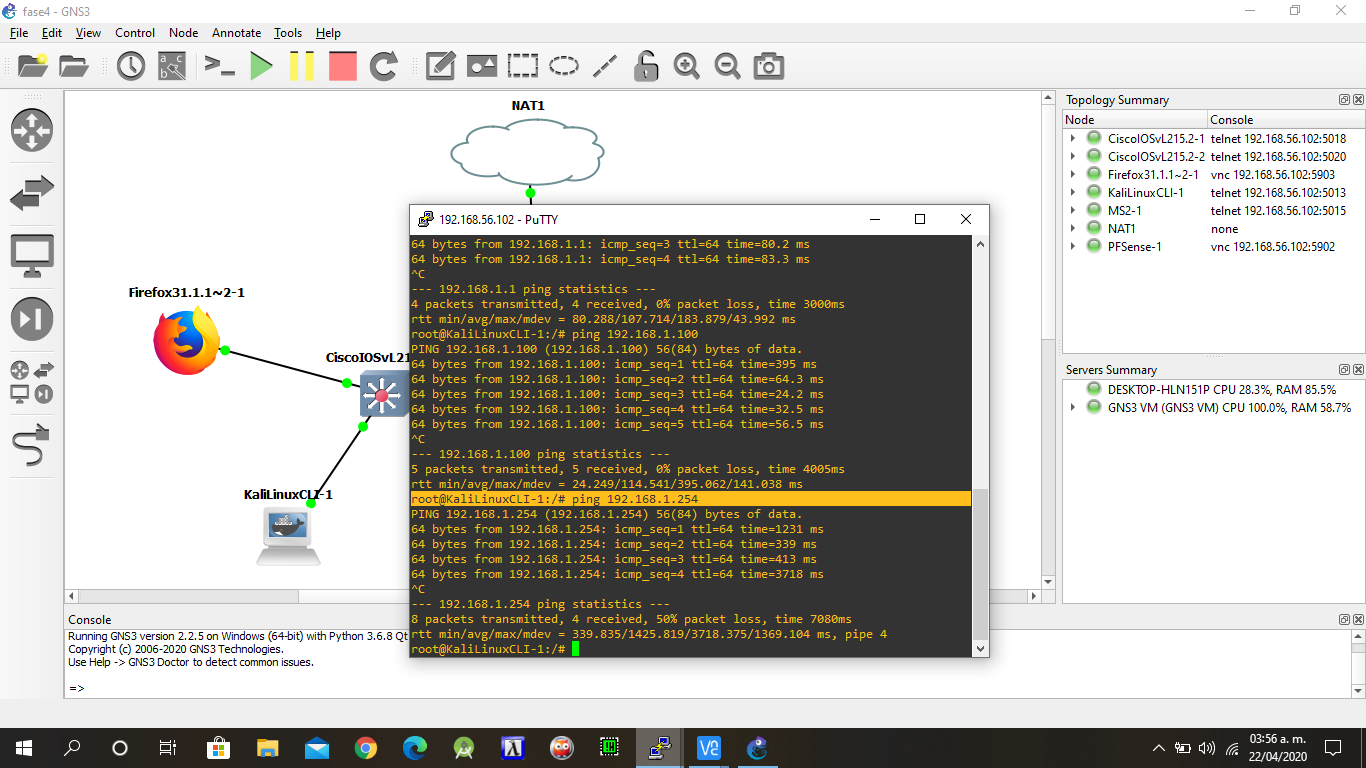 fase4 - GNS3
File Edit View Control Node Annotate Tools Help
NAT1
Firefox31.1.1~2-1
CiscoIOSvL21
KaliLinuxCLI-1
192.168.56.102 - PuTTY
64 bytes from 192.168.1.1: icmp_seq=3 ttl=64 time=80.2 ms
64 bytes from 192.168.1.1: icmp_seq=4 ttl=64 time=83.3 ms
^C
--- 192.168.1.1 ping statistics ---
4 packets transmitted, 4 received, 0% packet loss, time 3000ms
rtt min/avg/max/mdev = 80.288/107.714/183.879/43.992 ms
root@KaliLinuxCLI-1:/# ping 192.168.1.100
PING 192.168.1.100 (192.168.1.100) 56(84) bytes of data.
64 bytes from 192.168.1.100: icmp_seq=1 ttl=64 time=395 ms
64 bytes from 192.168.1.100: icmp_seq=2 ttl=64 time=64.3 ms
64 bytes from 192.168.1.100: icmp_seq=3 ttl=64 time=24.2 ms
64 bytes from 192.168.1.100: icmp_seq=4 ttl=64 time=32.5 ms
64 bytes from 192.168.1.100: icmp_seq=5 ttl=64 time=56.5 ms
^C
--- 192.168.1.100 ping statistics ---
5 packets transmitted, 5 received, 0% packet loss, time 4005ms
rtt min/avg/max/mdev = 24.249/114.541/395.062/141.038 ms
root@KaliLinuxCLI-1:/# ping 192.168.1.254
PING 192.168.1.254 (192.168.1.254) 56(84) bytes of data.
64 bytes from 192.168.1.254: icmp_seq=1 ttl=64 time=1231 ms
64 bytes from 192.168.1.254: icmp_seq=2 ttl=64 time=339 ms
64 bytes from 192.168.1.254: icmp_seq=3 ttl=64 time=413 ms
64 bytes from 192.168.1.254: icmp_seq=4 ttl=64 time=3718 ms
^C
--- 192.168.1.254 ping statistics ---
8 packets transmitted, 4 received, 50% packet loss, time 7080ms
rtt min/avg/max/mdev = 339.835/1425.819/3718.375/1369.104 ms, pipe 4
root@KaliLinuxCLI-1:/#
Topology Summary
Node Console
CiscoIOSvL215.2-1 telnet 192.168.56.102:5018
CiscoIOSvL215.2-2 telnet 192.168.56.102:5020
Firefox31.1.1~2-1 vnc 192.168.56.102:5903
KaliLinuxCLI-1 telnet 192.168.56.102:5013
MS2-1 telnet 192.168.56.102:5015
NAT1 none
PFSense-1 vnc 192.168.56.102:5902
Servers Summary
DESKTOP-HLN151P CPU 28.3%, RAM 85.5%
GNS3 VM (GNS3 VM) CPU 100.0%, RAM 58.7%
Console
Running GNS3 version 2.2.5 on Windows (64-bit) with Python 3.6.8 Qt
Copyright (c) 2006-2020 GNS3 Technologies.
Use Help -> GNS3 Doctor to detect common issues.
=>
03:56 a. m.
22/04/2020